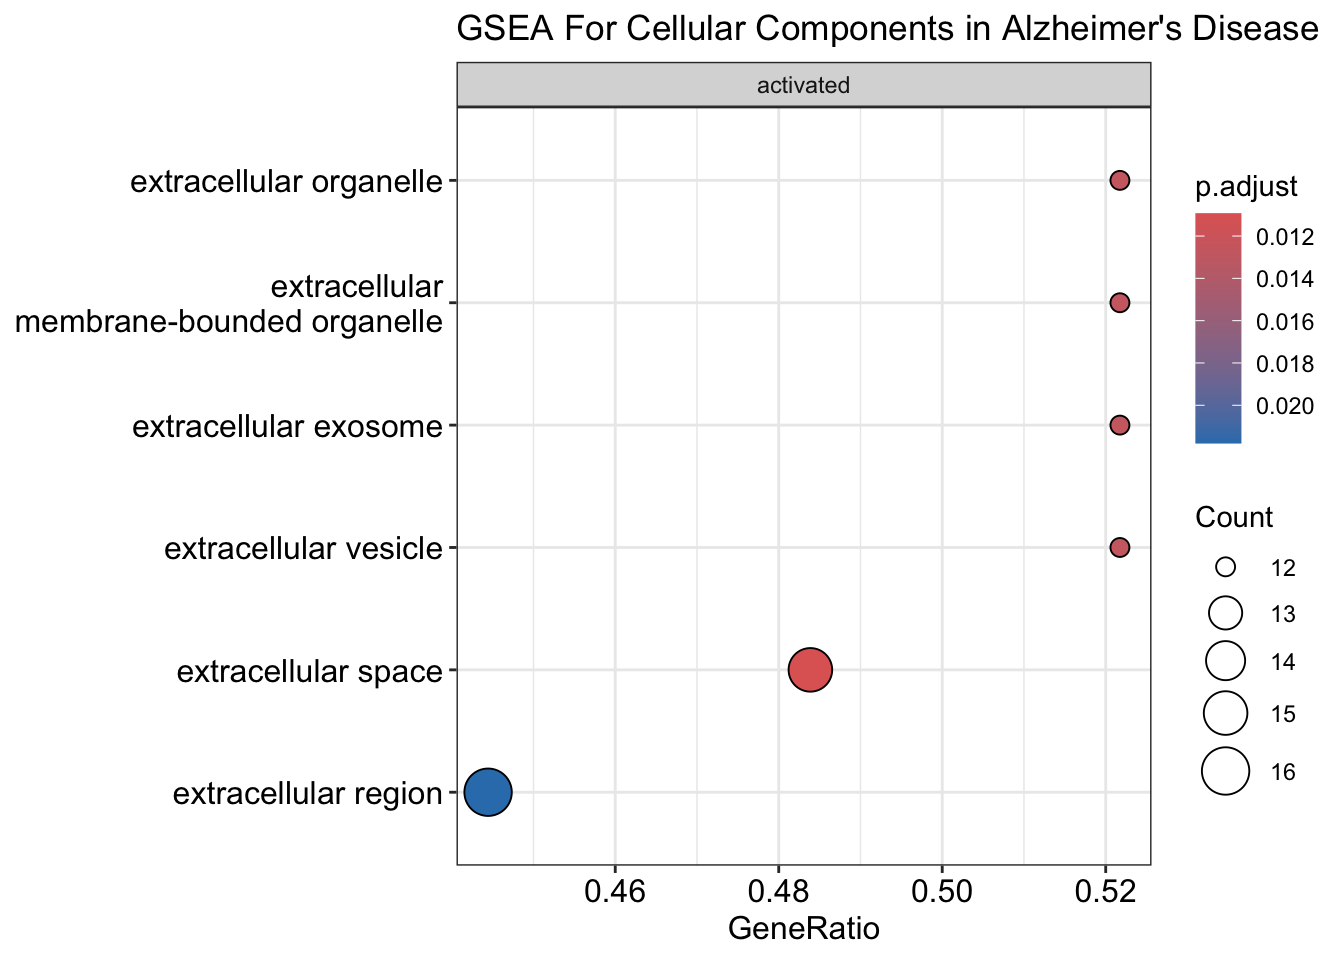 GSEA For Cellular Components in Alzheimer's Disease
activated
extracellular organelle
extracellular
membrane-bounded organelle
extracellular exosome
extracellular vesicle
extracellular space
extracellular region
0.46
0.48
0.50
0.52
GeneRatio
p.adjust
0.012
0.014
0.016
0.018
0.020
Count
12
13
14
15
16